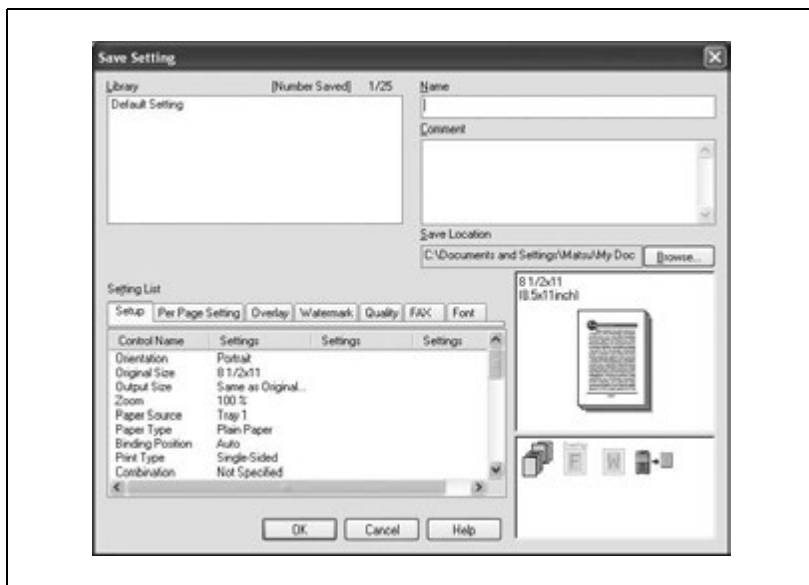 Save Setting
Library [Number Saved] 1/25
Default Setting
Name
Comment
Save Location
C:\Documents and Settings\Matsu\My Doc Browse...
Setting List
Setup Per Page Setting Overlay Watermark Quality FAX Font
Control Name Settings Settings Settings
Orientation Portrait
Original Size 8 1/2x11
Output Size Same as Original...
Zoom 100 %
Paper Source Tray 1
Paper Type Plain Paper
Binding Position Auto
Print Type Single-Sided
Combination Not Specified
8 1/2x11
(8.5x11inch)
F W
OK Cancel Help